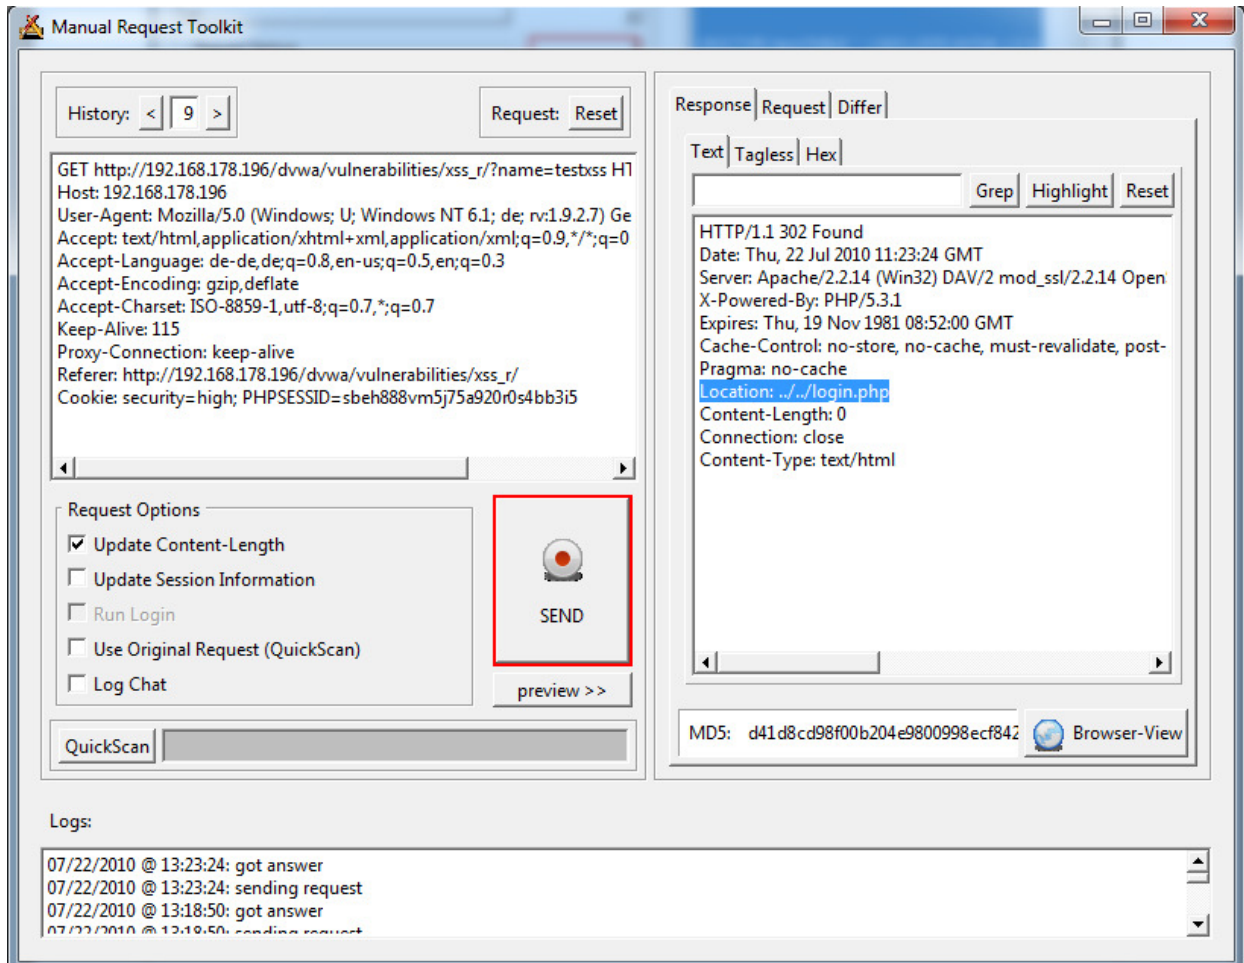 Manual Request Toolkit
History: < 9 >
Request: Reset
GET http://192.168.178.196/dvwa/vulnerabilities/xss_r/?name=testxss HT
Host: 192.168.178.196
User-Agent: Mozilla/5.0 (Windows; U; Windows NT 6.1; de; rv:1.9.2.7) Ge
Accept: text/html,application/xhtml+xml,application/xml;q=0.9,*/*;q=0
Accept-Language: de-de,de;q=0.8,en-us;q=0.5,en;q=0.3
Accept-Encoding: gzip,deflate
Accept-Charset: ISO-8859-1,utf-8;q=0.7,*;q=0.7
Keep-Alive: 115
Proxy-Connection: keep-alive
Referer: http://192.168.178.196/dvwa/vulnerabilities/xss_r/
Cookie: security=high; PHPSESSID=sbeh888vm5j75a920r0s4bb3i5
Request Options
Update Content-Length
Update Session Information
Run Login
Use Original Request (QuickScan)
Log Chat
SEND
preview >>
QuickScan
Response Request Differ
Text Tagless Hex
Grep Highlight Reset
HTTP/1.1 302 Found
Date: Thu, 22 Jul 2010 11:23:24 GMT
Server: Apache/2.2.14 (Win32) DAV/2 mod_ssl/2.2.14 Open
X-Powered-By: PHP/5.3.1
Expires: Thu, 19 Nov 1981 08:52:00 GMT
Cache-Control: no-store, no-cache, must-revalidate, post-
Pragma: no-cache
Location: ../../login.php
Content-Length: 0
Connection: close
Content-Type: text/html
MD5: d41d8cd98f00b204e9800998ecf842
Browser-View
Logs:
07/22/2010 @ 13:23:24: got answer
07/22/2010 @ 13:23:24: sending request
07/22/2010 @ 13:18:50: got answer
07/22/2010 @ 13:18:50: sending request